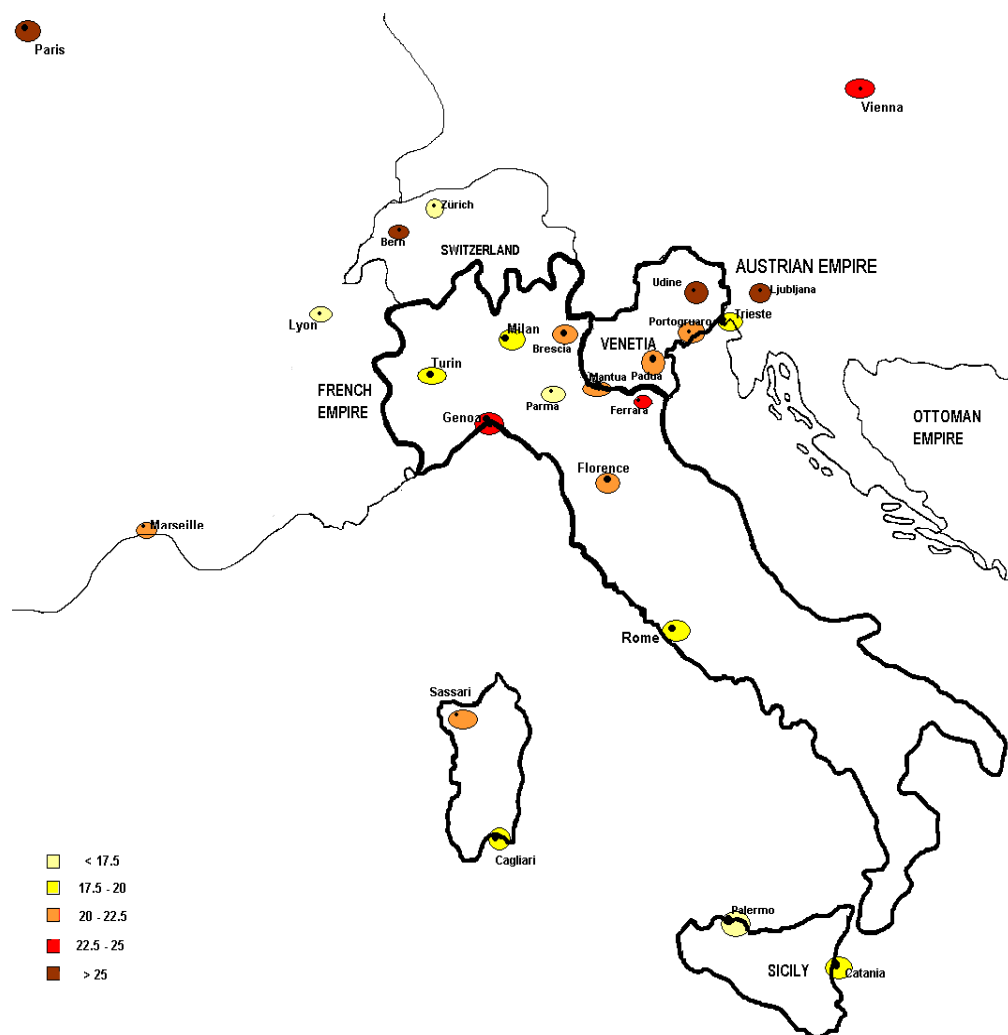 Paris
Vienna
Zürich
Bern
SWITZERLAND
AUSTRIAN EMPIRE
Udine
Ljubljana
Lyon
Milan
Portogruaro
Trieste
Brescia
VENETIA
Turin
Mantua
Padua
FRENCH
EMPIRE
Parma
Ferrara
Genoa
OTTOMAN
EMPIRE
Florence
Marseille
Rome
Sassari
Cagliari
< 17.5
17.5 - 20
20 - 22.5
22.5 - 25
> 25
Palermo
SICILY
Catania